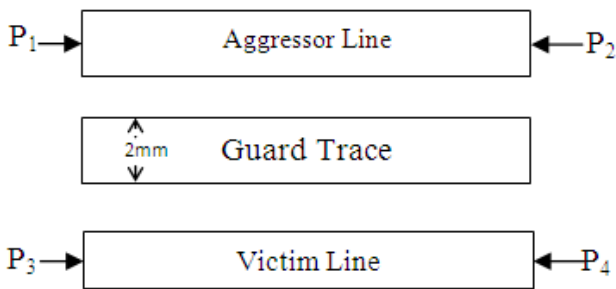 P₁ Aggressor Line P₂
2mm Guard Trace
P₃ Victim Line P₄